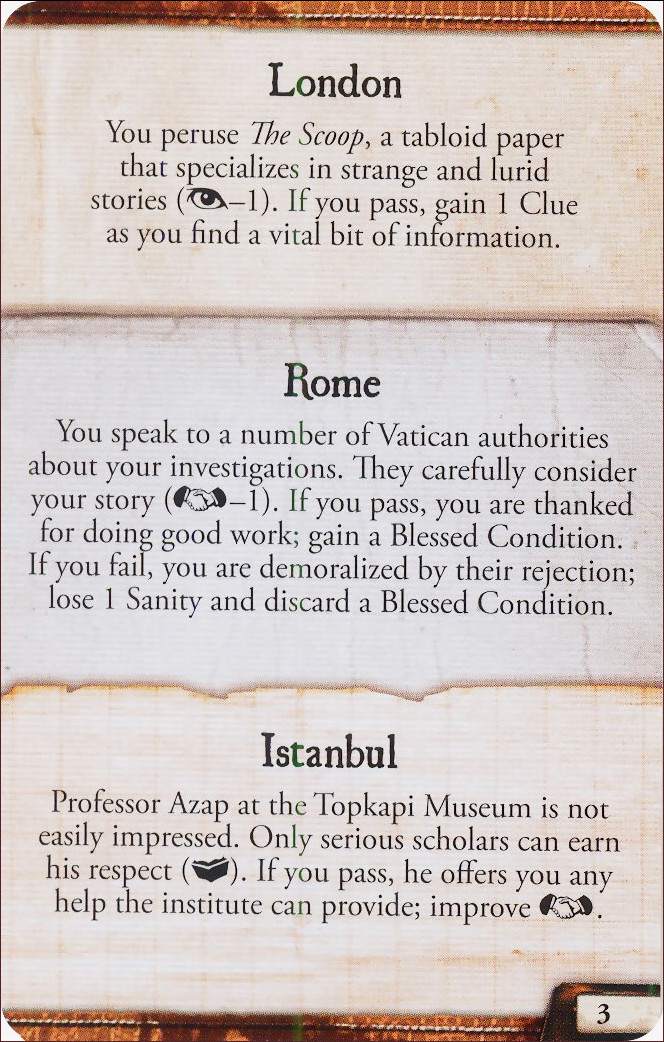 London
You peruse The Scoop, a tabloid paper
that specializes in strange and lurid
stories (–1). If you pass, gain 1 Clue
as you find a vital bit of information.
Rome
You speak to a number of Vatican authorities
about your investigations. They carefully consider
your story (–1). If you pass, you are thanked
for doing good work; gain a Blessed Condition.
If you fail, you are demoralized by their rejection;
lose 1 Sanity and discard a Blessed Condition.
Istanbul
Professor Azap at the Topkapi Museum is not
easily impressed. Only serious scholars can earn
his respect (). If you pass, he offers you any
help the institute can provide; improve .
3